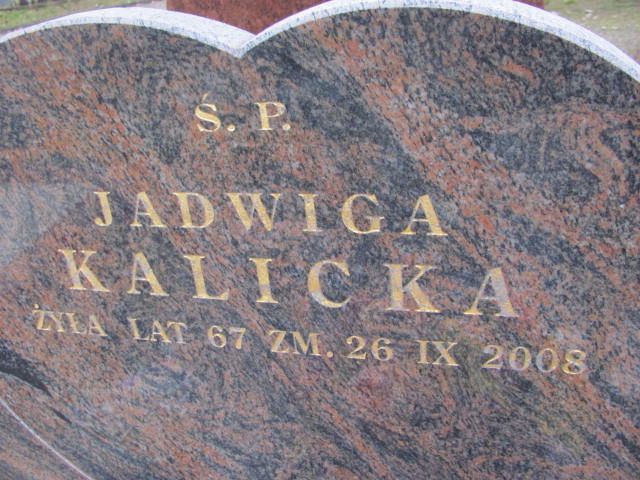 Ś. P.
JADWIGA
KALICKA
ŻYŁA LAT 67 ZM. 26 IX 2008